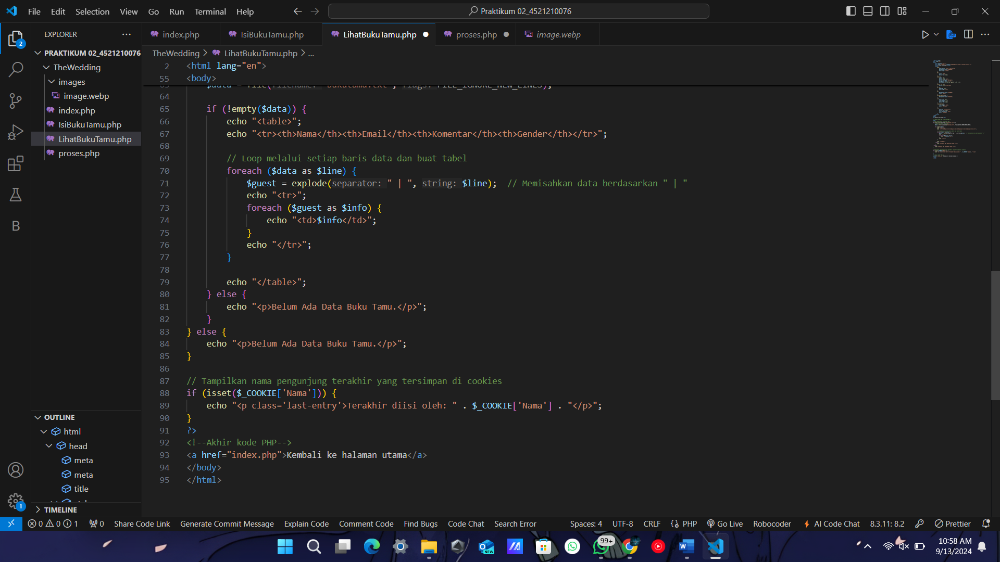 File Edit Selection View Go Run Terminal Help
Praktikum 02_4521210076
EXPLORER
index.php
IsiBukuTamu.php
LihatBukuTamu.php
proses.php
image.webp
PRAKTIKUM 02_4521210076
TheWedding
images
image.webp
index.php
IsiBukuTamu.php
LihatBukuTamu.php
proses.php
TheWedding > LihatBukuTamu.php > ...
2 <html lang="en">
55 <body>
64
65 if (!empty($data)) {
66 echo "<table>";
67 echo "<tr><th>Nama</th><th>Email</th><th>Komentar</th><th>Gender</th></tr>";
68
69 // Loop melalui setiap baris data dan buat tabel
70 foreach ($data as $line) {
71 $guest = explode(separator: " | ", string: $line); // Memisahkan data berdasarkan " | "
72 echo "<tr>";
73 foreach ($guest as $info) {
74 echo "<td>$info</td>";
75 }
76 echo "</tr>";
77 }
78
79 echo "</table>";
80 } else {
81 echo "<p>Belum Ada Data Buku Tamu.</p>";
82 }
83 } else {
84 echo "<p>Belum Ada Data Buku Tamu.</p>";
85 }
86
87 // Tampilkan nama pengunjung terakhir yang tersimpan di cookies
88 if (isset($_COOKIE['Nama'])) {
89 echo "<p class='last-entry'>Terakhir diisi oleh: " . $_COOKIE['Nama'] . "</p>";
90 }
91 ?>
92 <!--Akhir kode PHP-->
93 <a href="index.php">Kembali ke halaman utama</a>
94 </body>
95 </html>
OUTLINE
html
head
meta
meta
title
TIMELINE
0 0 1 0 Share Code Link Generate Commit Message Explain Code Comment Code Find Bugs Code Chat Search Error Spaces: 4 UTF-8 CRLF PHP Go Live Robocoder AI Code Chat 8.3.11: 8.2 Prettier
99+
10:58 AM
9/13/2024